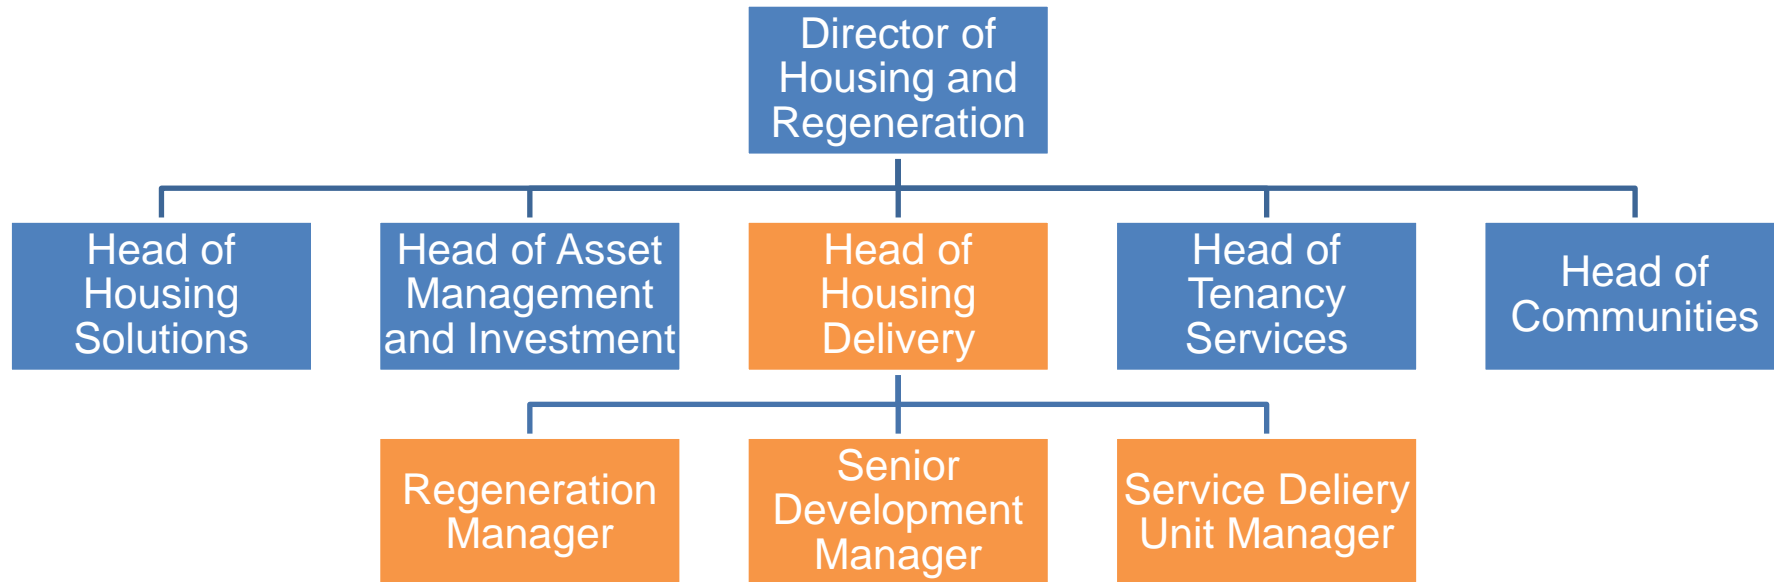 Director of
Housing and
Regeneration
Head of
Housing
Solutions
Head of Asset
Management
and Investment
Head of
Housing
Delivery
Head of
Tenancy
Services
Head of
Communities
Regeneration
Manager
Senior
Development
Manager
Service Deliery
Unit Manager